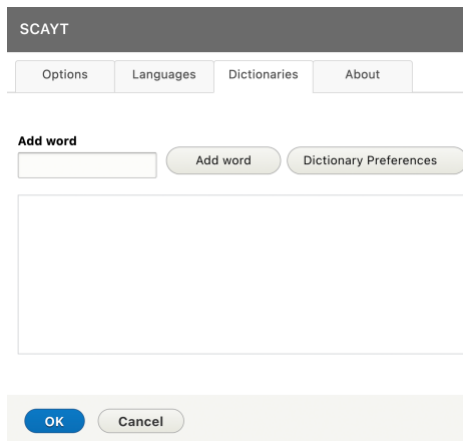 SCAYT
Options Languages Dictionaries About
Add word
Add word Dictionary Preferences
OK Cancel